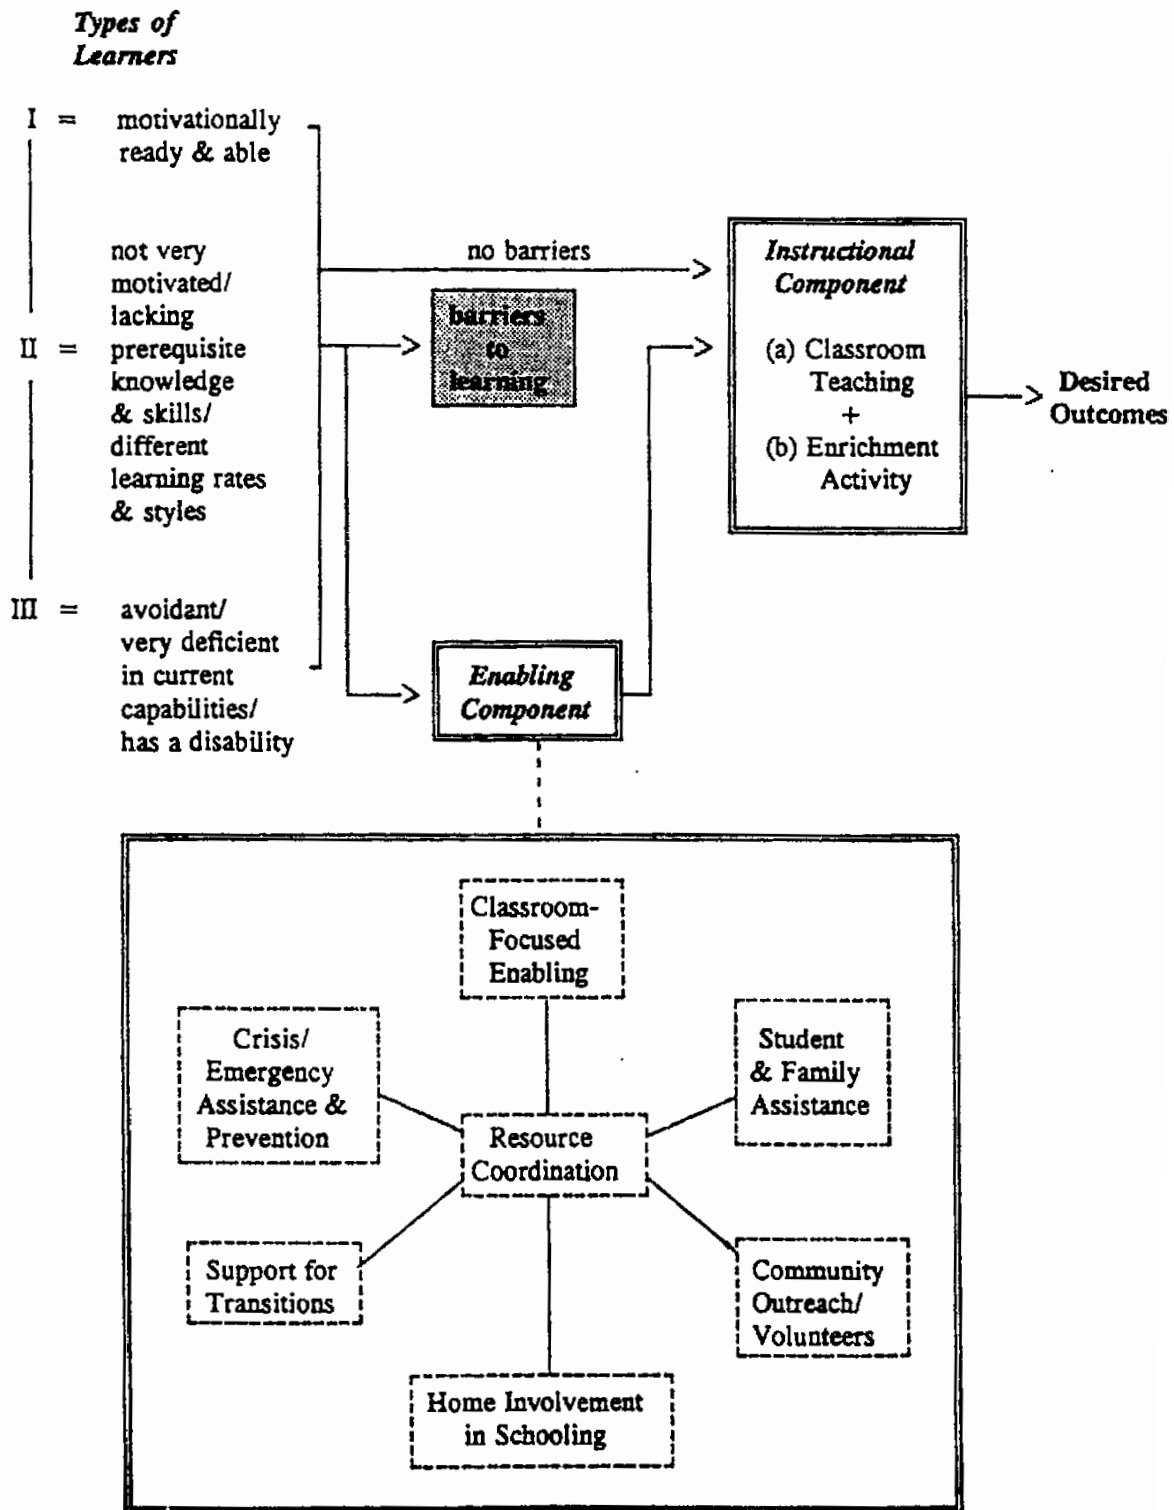 Types of
Learners
I = motivationally
ready & able
not very
motivated/
lacking
II = prerequisite
knowledge
& skills/
different
learning rates
& styles
III = avoidant/
very deficient
in current
capabilities/
has a disability
no barriers
barriers
to
learning
Enabling
Component
Instructional
Component
(a) Classroom
Teaching
+
(b) Enrichment
Activity
Desired
Outcomes
Classroom-
Focused
Enabling
Crisis/
Emergency
Assistance &
Prevention
Student
& Family
Assistance
Resource
Coordination
Support for
Transitions
Community
Outreach/
Volunteers
Home Involvement
in Schooling